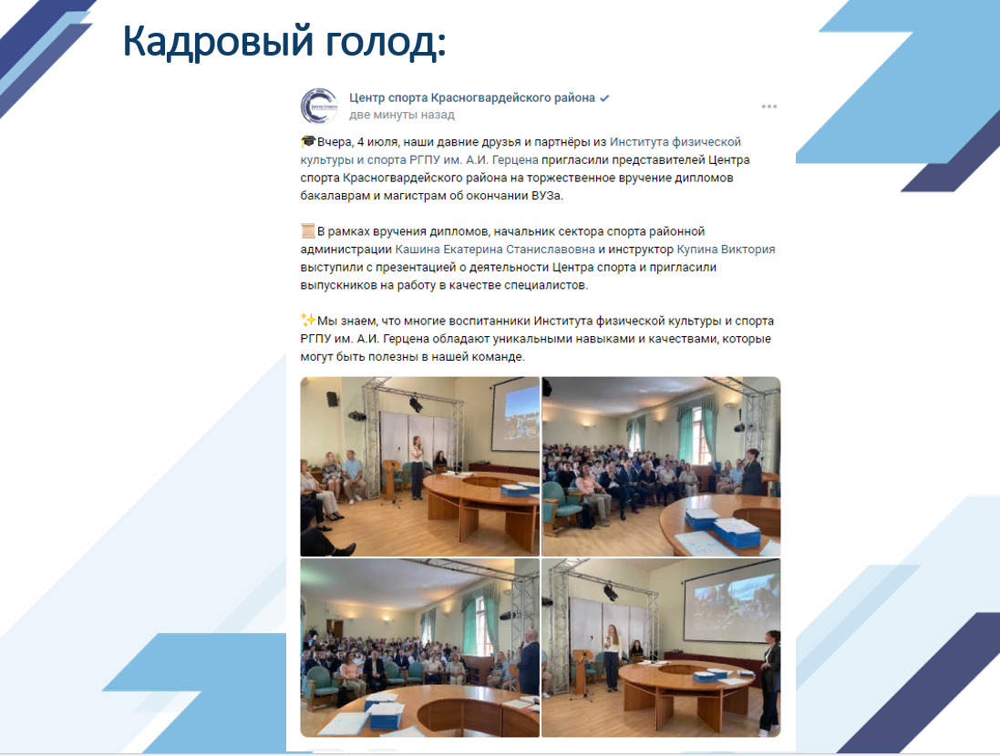 Кадровый голод:
Центр спорта Красногвардейского района
две минуты назад
Вчера, 4 июля, наши давние друзья и партнёры из Института физической
культуры и спорта РГПУ им. А.И. Герцена пригласили представителей Центра
спорта Красногвардейского района на торжественное вручение дипломов
бакалаврам и магистрам об окончании ВУЗа.
В рамках вручения дипломов, начальник сектора спорта районной
администрации Кашина Екатерина Станиславовна и инструктор Купина Виктория
выступили с презентацией о деятельности Центра спорта и пригласили
выпускников на работу в качестве специалистов.
Мы знаем, что многие воспитанники Института физической культуры и спорта
РГПУ им. А.И. Герцена обладают уникальными навыками и качествами, которые
могут быть полезны в нашей команде.